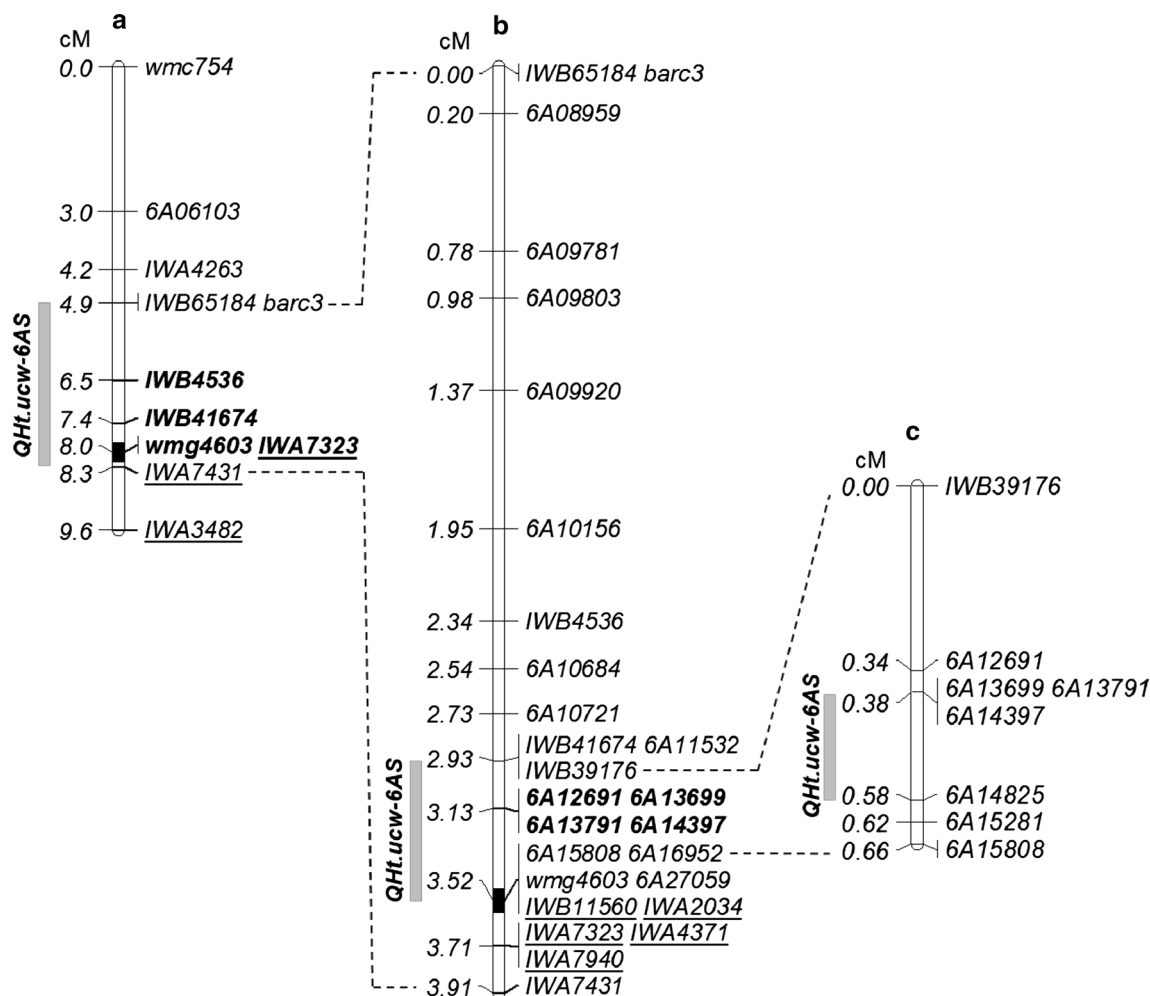 a
cM
0.0 wmc754
3.0 6A06103
4.2 IWA4263
4.9 IWB65184 barc3
6.5 IWB4536
7.4 IWB41674
8.0 wmg4603 IWA7323
8.3 IWA7431
9.6 IWA3482
QHt.ucw-6AS
b
cM
0.00 IWB65184 barc3
0.20 6A08959
0.78 6A09781
0.98 6A09803
1.37 6A09920
1.95 6A10156
2.34 IWB4536
2.54 6A10684
2.73 6A10721
2.93 IWB41674 6A11532
IWB39176
3.13 6A12691 6A13699
6A13791 6A14397
6A15808 6A16952
3.52 wmg4603 6A27059
IWB11560 IWA2034
IWA7323 IWA4371
3.71 IWA7940
3.91 IWA7431
QHt.ucw-6AS
c
cM
0.00 IWB39176
0.34 6A12691
0.38 6A13699 6A13791
6A14397
0.58 6A14825
0.62 6A15281
0.66 6A15808
QHt.ucw-6AS